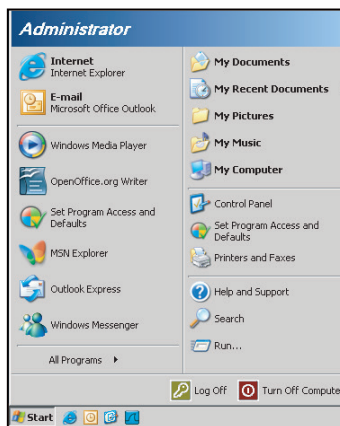 Administrator
Internet
Internet Explorer
E-mail
Microsoft Office Outlook
Windows Media Player
OpenOffice.org Writer
Set Program Access and
Defaults
MSN Explorer
Outlook Express
Windows Messenger
All Programs
My Documents
My Recent Documents
My Pictures
My Music
My Computer
Control Panel
Set Program Access and
Defaults
Printers and Faxes
Help and Support
Search
Run...
Log Off
Turn Off Compute
Start